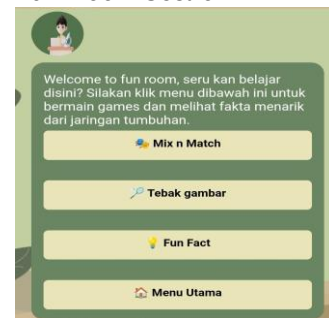 Welcome to fun room, seru kan belajar
disini? Silakan klik menu dibawah ini untuk
bermain games dan melihat fakta menarik
dari jaringan tumbuhan.
🎭 Mix n Match
🔎 Tebak gambar
💡 Fun Fact
🏠 Menu Utama